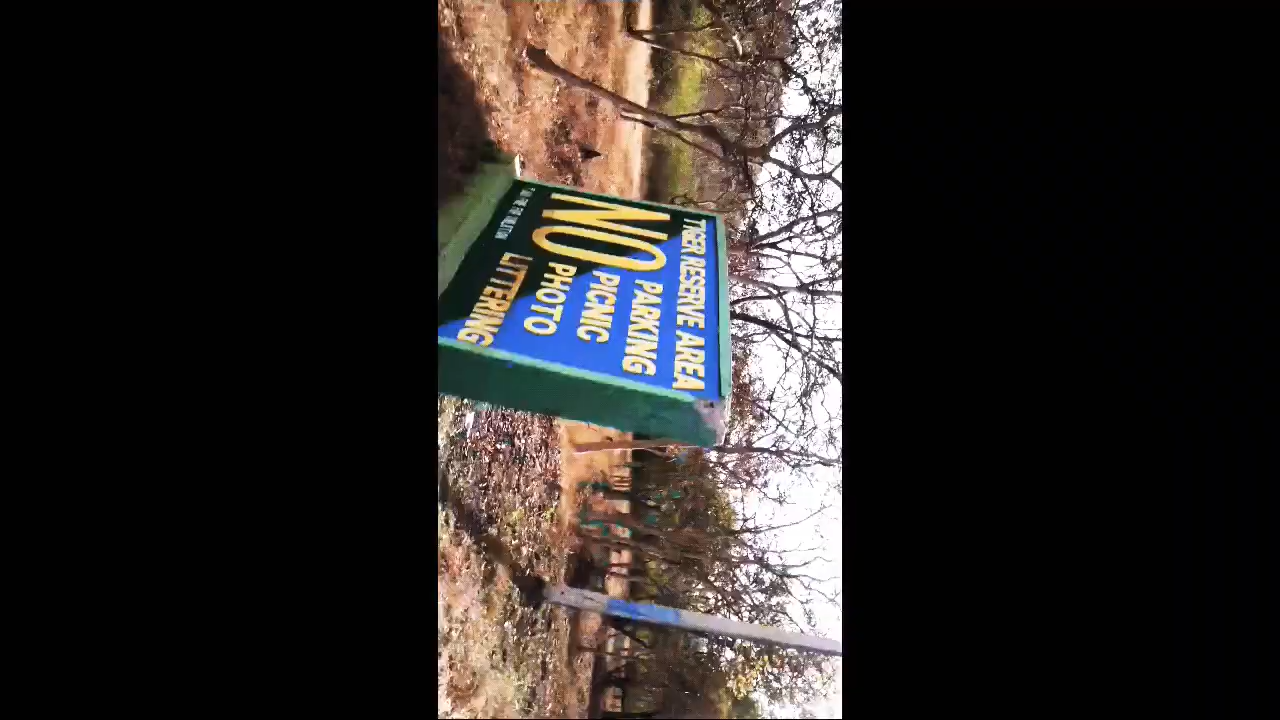 TIGER RESERVE AREA
NO PARKING
PICNIC
PHOTO
LITTERING